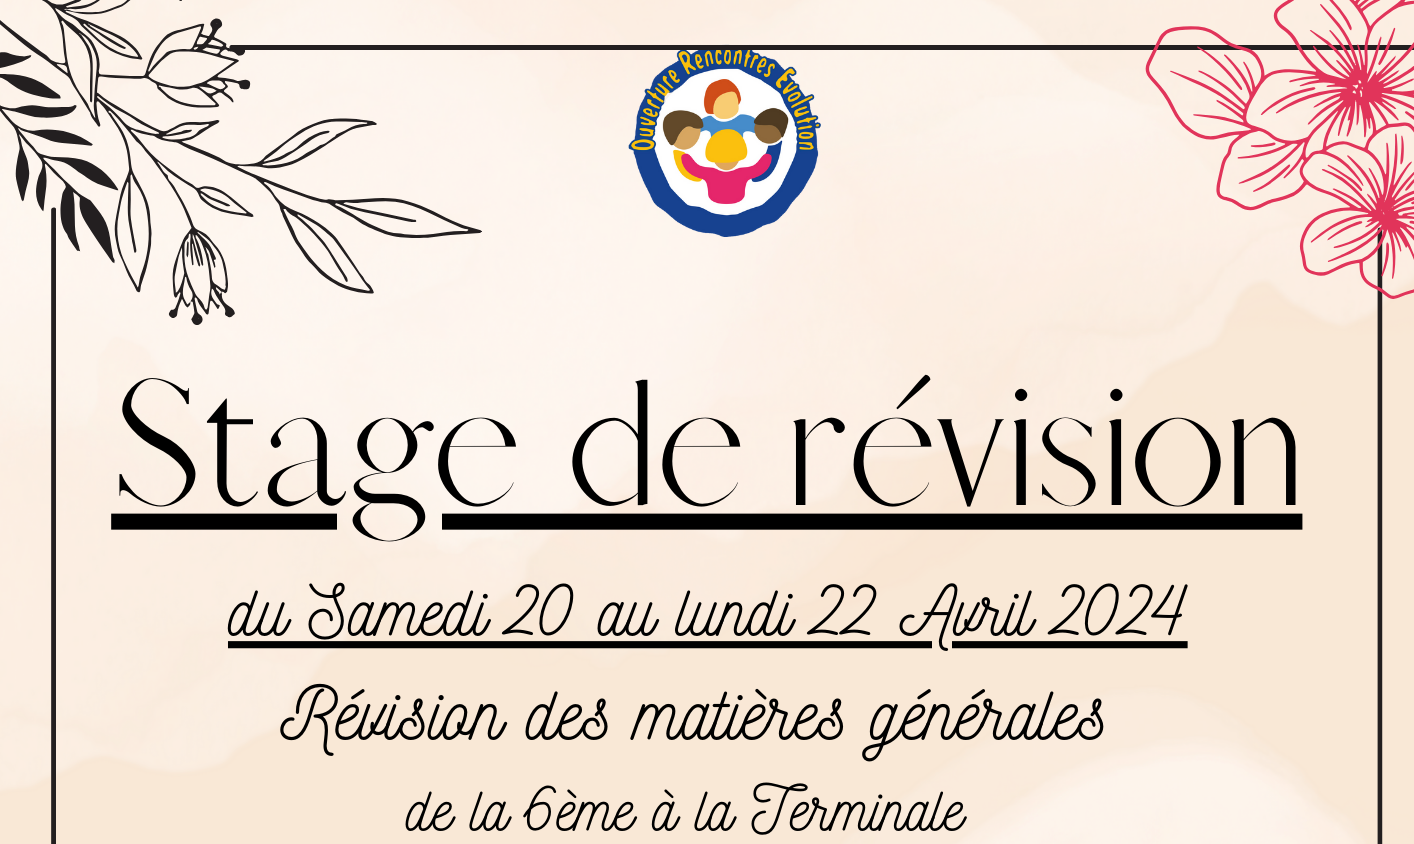 Ouverture Rencontres Evolution
Stage de révision
du Samedi 20 au lundi 22 Avril 2024
Révision des matières générales
de la 6ème à la Terminale